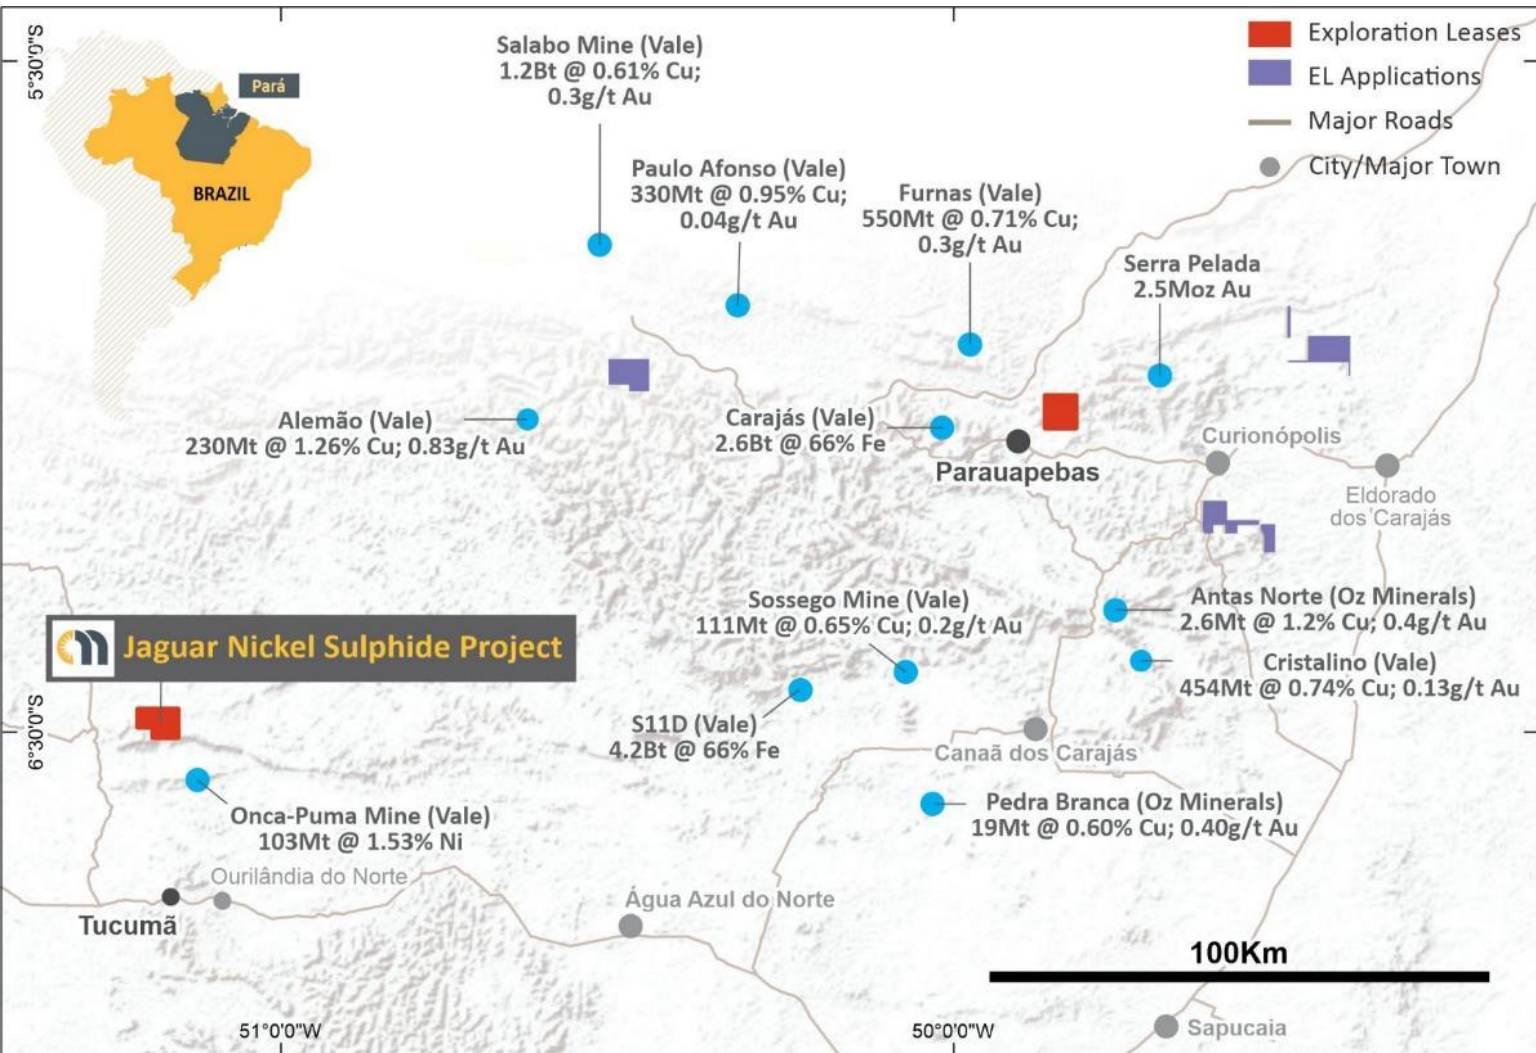 5°30'0"S
Pará
BRAZIL
Salabo Mine (Vale)
1.2Bt @ 0.61% Cu;
0.3g/t Au
Paulo Afonso (Vale)
330Mt @ 0.95% Cu;
0.04g/t Au
Furnas (Vale)
550Mt @ 0.71% Cu;
0.3g/t Au
Serra Pelada
2.5Moz Au
Exploration Leases
EL Applications
Major Roads
City/Major Town
Alemão (Vale)
230Mt @ 1.26% Cu; 0.83g/t Au
Carajás (Vale)
2.6Bt @ 66% Fe
Parauapebas
Curionópolis
Eldorado
dos Carajás
Jaguar Nickel Sulphide Project
Sossego Mine (Vale)
111Mt @ 0.65% Cu; 0.2g/t Au
Antas Norte (Oz Minerals)
2.6Mt @ 1.2% Cu; 0.4g/t Au
Cristalino (Vale)
454Mt @ 0.74% Cu; 0.13g/t Au
S11D (Vale)
4.2Bt @ 66% Fe
6°30'0"S
Canaã dos Carajás
Onca-Puma Mine (Vale)
103Mt @ 1.53% Ni
Pedra Branca (Oz Minerals)
19Mt @ 0.60% Cu; 0.40g/t Au
Ourilândia do Norte
Tucumã
Água Azul do Norte
100Km
51°0'0"W
50°0'0"W
Sapucaia